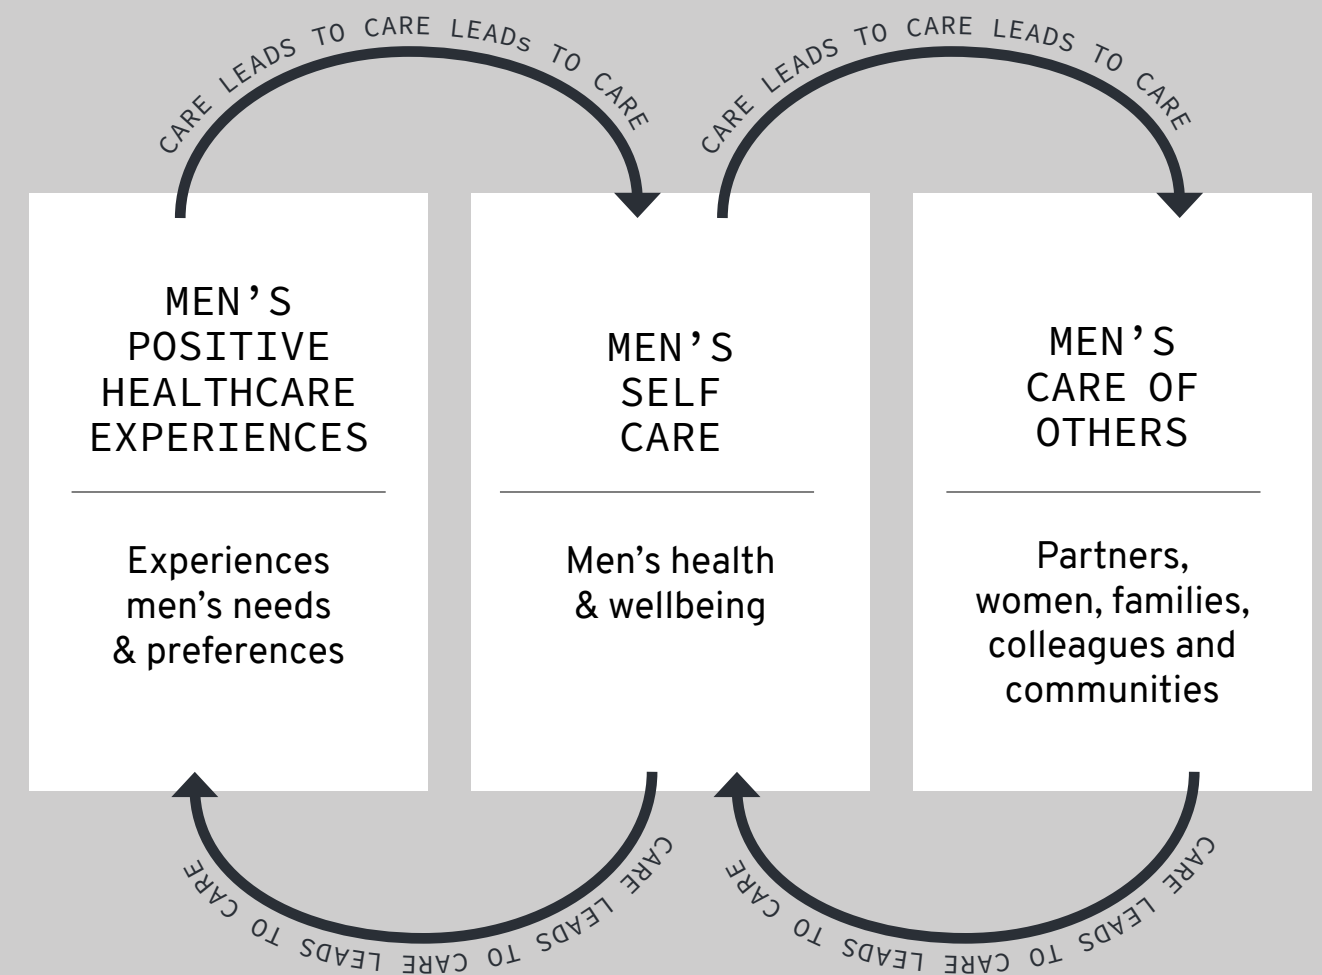 CARE LEADS TO CARE LEADs TO CARE
CARE LEADS TO CARE LEADS TO CARE
MEN’S
POSITIVE
HEALTHCARE
EXPERIENCES
Experiences
men’s needs
& preferences
MEN’S
SELF
CARE
Men’s health
& wellbeing
MEN’S
CARE OF
OTHERS
Partners,
women, families,
colleagues and
communities
CARE LEADS TO CARE LEADS TO CARE
CARE LEADS TO CARE LEADS TO CARE